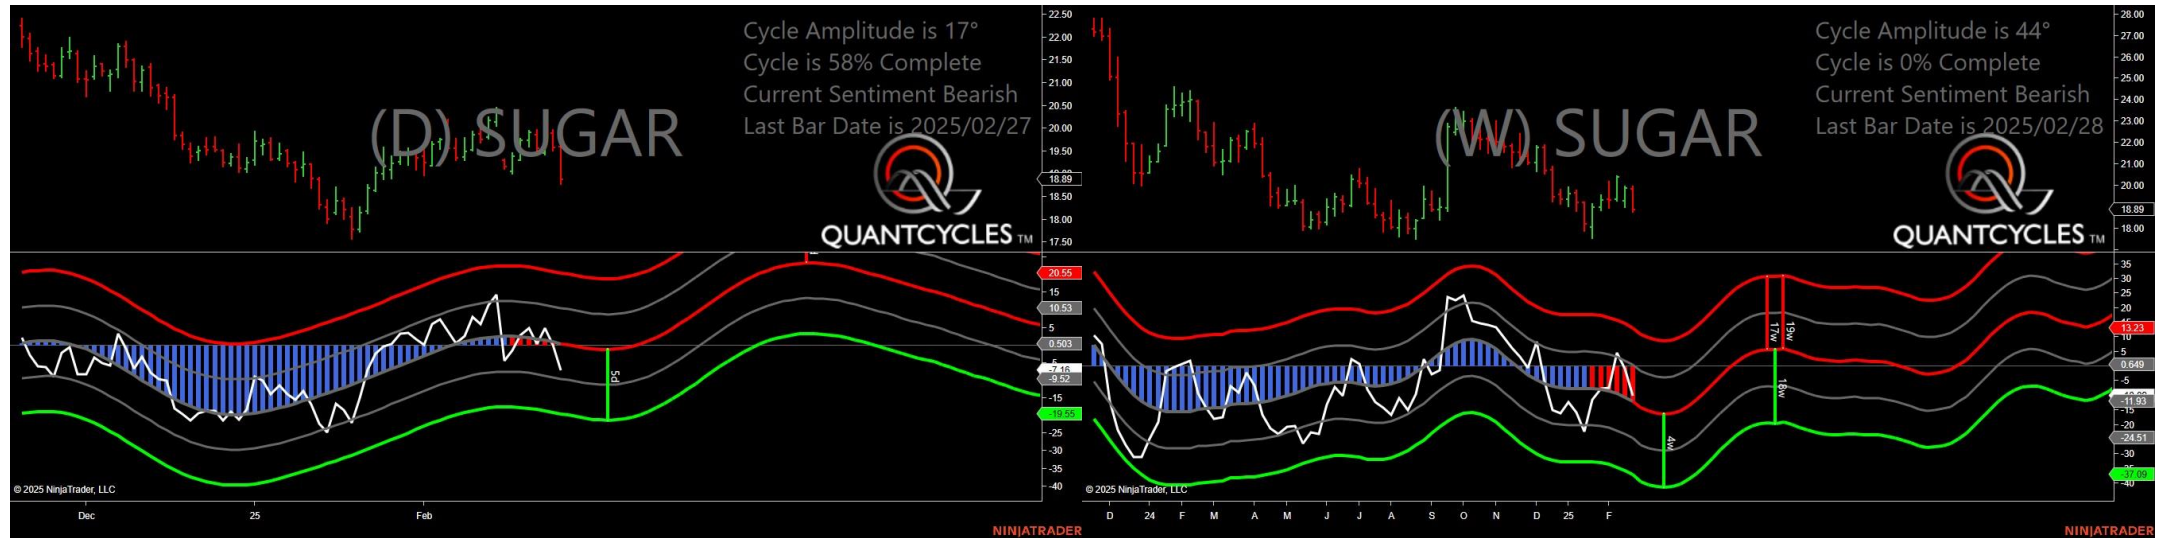 Cycle Amplitude is 17°
Cycle is 58% Complete
Current Sentiment Bearish
Last Bar Date is 2025/02/27
(D) SUGAR
QUANTCYCLES TM
22.50
22.00
21.50
21.00
20.50
20.00
19.50
18.89
18.50
18.00
17.50
20.55
15
10.53
5
0.503
-5
-7.16
-9.52
-15
-19.55
-25
-30
-35
-40
5d
© 2025 NinjaTrader, LLC
Dec
25
Feb
NINJATRADER
Cycle Amplitude is 44°
Cycle is 0% Complete
Current Sentiment Bearish
Last Bar Date is 2025/02/28
(W) SUGAR
QUANTCYCLES TM
28.00
27.00
26.00
25.00
24.00
23.00
22.00
21.00
20.00
18.89
18.00
35
30
25
20
13.23
10
5
0.649
-5
-11.93
-15
-20
-24.51
-30
-37.09
-40
17w
19w
18w
4w
© 2025 NinjaTrader, LLC
D
24
F
M
A
M
J
J
A
S
O
N
D
25
F
NINJATRADER